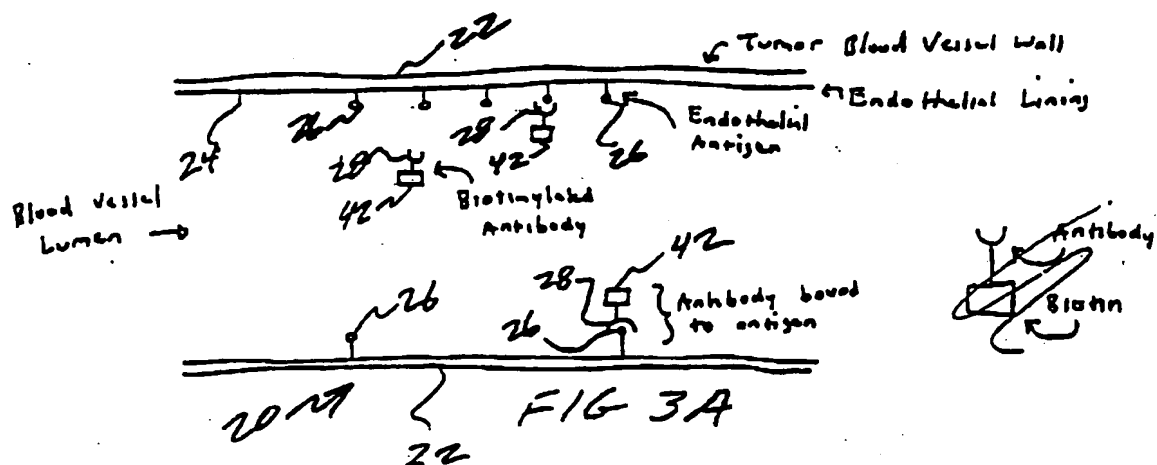 22
Tumor Blood Vessel Wall
Endothelial Lining
24
26
28
42
Endothelial
Antigen
26
28
42
Biotinylated
Antibody
Blood Vessel
Lumen
42
28
26
Antibody bound
to antigen
26
Antibody
Biotin
20
22
FIG 3A